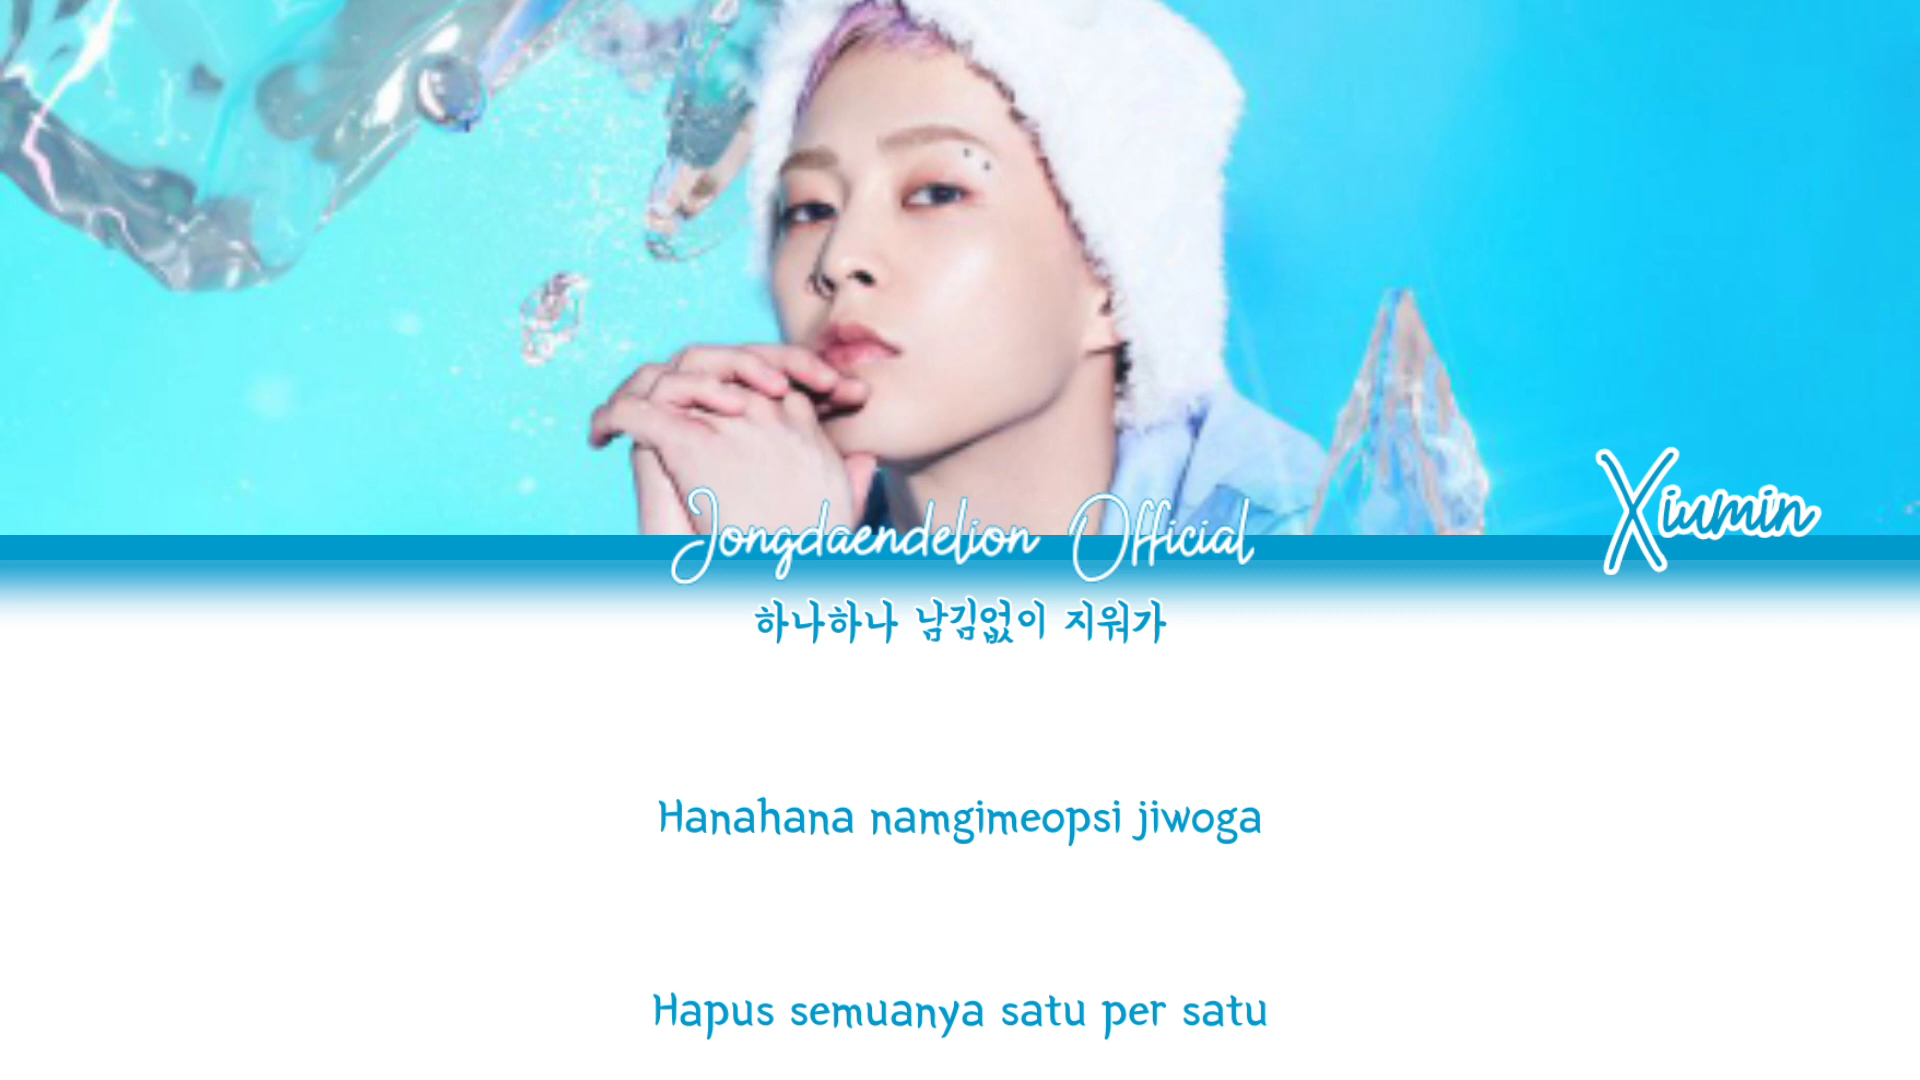 Xiumin
Jongdaendelion Official
하나하나 남김없이 지워가
Hanahana namgimeopsi jiwoga
Hapus semuanya satu per satu